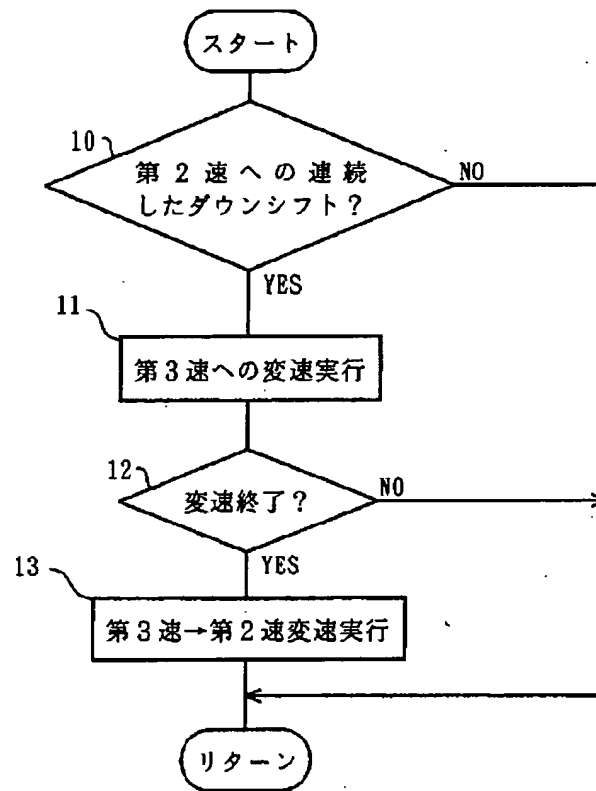 スタート
10
第2速への連続
したダウンシフト？
NO
YES
11
第3速への変速実行
12
変速終了？
NO
YES
13
第3速→第2速変速実行
リターン